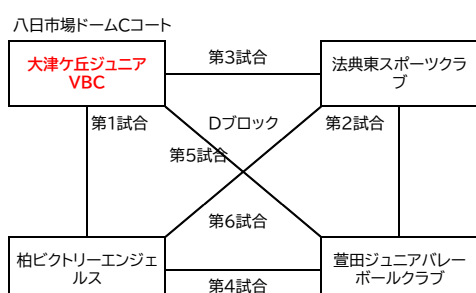 八日市場ドームCコート
大津ケ丘ジュニア
VBC
第3試合
法典東スポーツクラ
ブ
第1試合
Dブロック
第2試合
第5試合
第6試合
柏ビクトリーエンジェ
ルス
第4試合
萱田ジュニアバレー
ボールクラブ